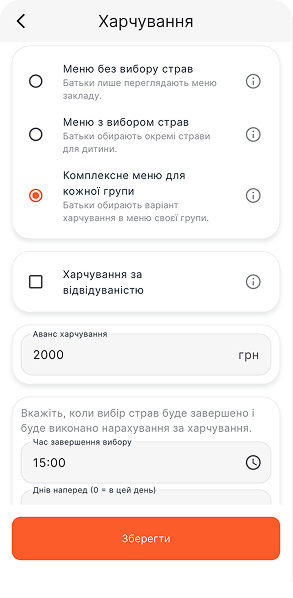 Харчування
Меню без вибору страв
Батьки лише переглядають меню
закладу.
Меню з вибором страв
Батьки обирають окремі страви
для дитини.
Комплексне меню для
кожної групи
Батьки обирають варіант
харчування в меню своєї групи.
Харчування за
відвідуваністю
Аванс харчування
2000 грн
Вкажіть, коли вибір страв буде завершено і
буде виконано нарахування за харчування.
Час завершення вибору
15:00
Днів наперед (0 = в цей день)
Зберегти